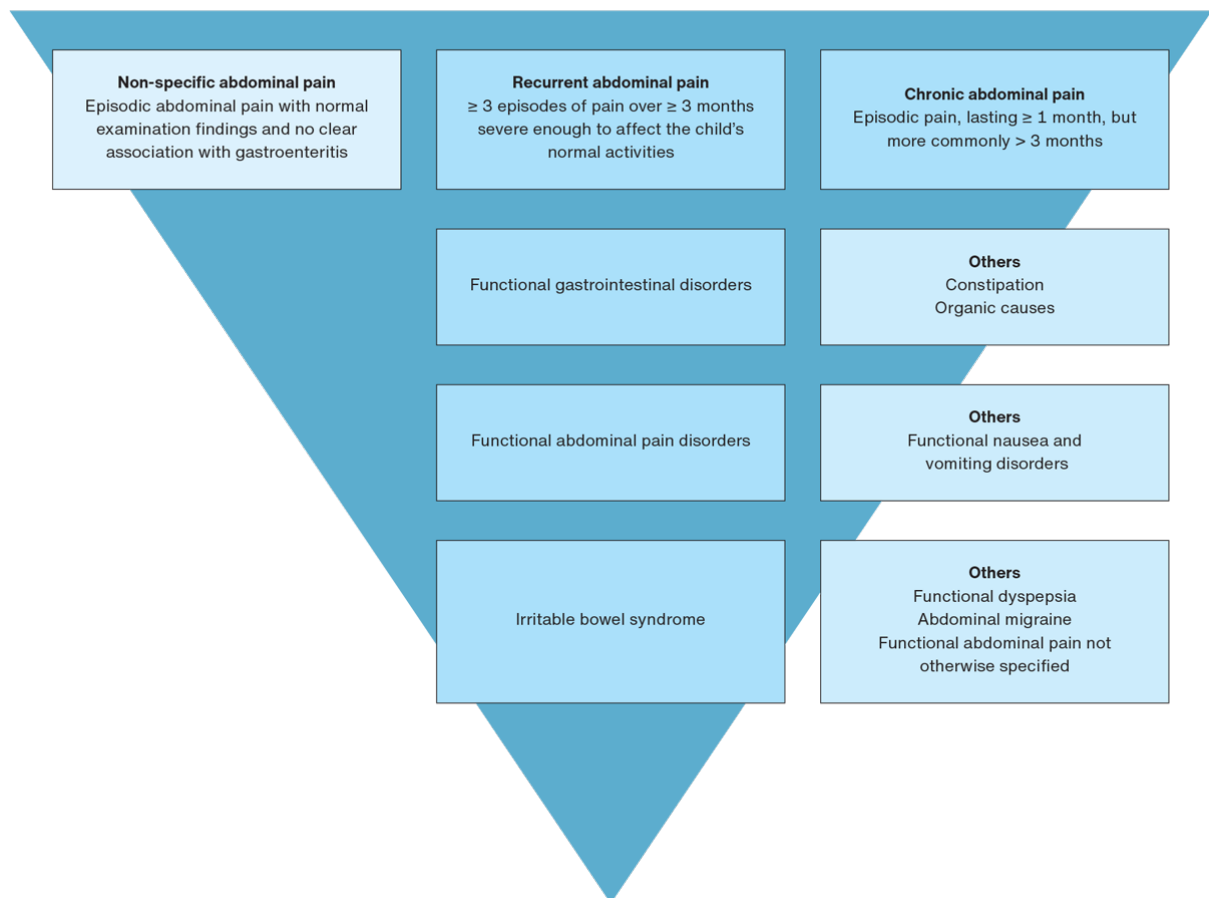 Non-specific abdominal pain
Episodic abdominal pain with normal
examination findings and no clear
association with gastroenteritis
Recurrent abdominal pain
≥ 3 episodes of pain over ≥ 3 months
severe enough to affect the child’s
normal activities
Chronic abdominal pain
Episodic pain, lasting ≥ 1 month, but
more commonly > 3 months
Functional gastrointestinal disorders
Others
Constipation
Organic causes
Functional abdominal pain disorders
Others
Functional nausea and
vomiting disorders
Irritable bowel syndrome
Others
Functional dyspepsia
Abdominal migraine
Functional abdominal pain not
otherwise specified